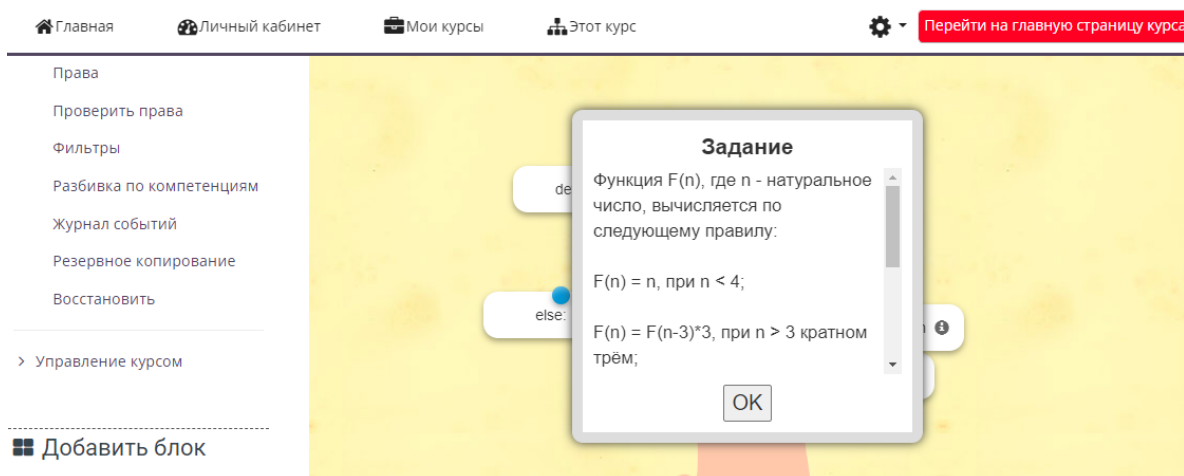 Главная Личный кабинет Мои курсы Этот курс Перейти на главную страницу курса
Права
Проверить права
Фильтры
Разбивка по компетенциям
Журнал событий
Резервное копирование
Восстановить
Управление курсом
Добавить блок
de
else:
Задание
Функция F(n), где n - натуральное
число, вычисляется по
следующему правилу:
F(n) = n, при n < 4;
F(n) = F(n-3)*3, при n > 3 кратном
трём;
OK